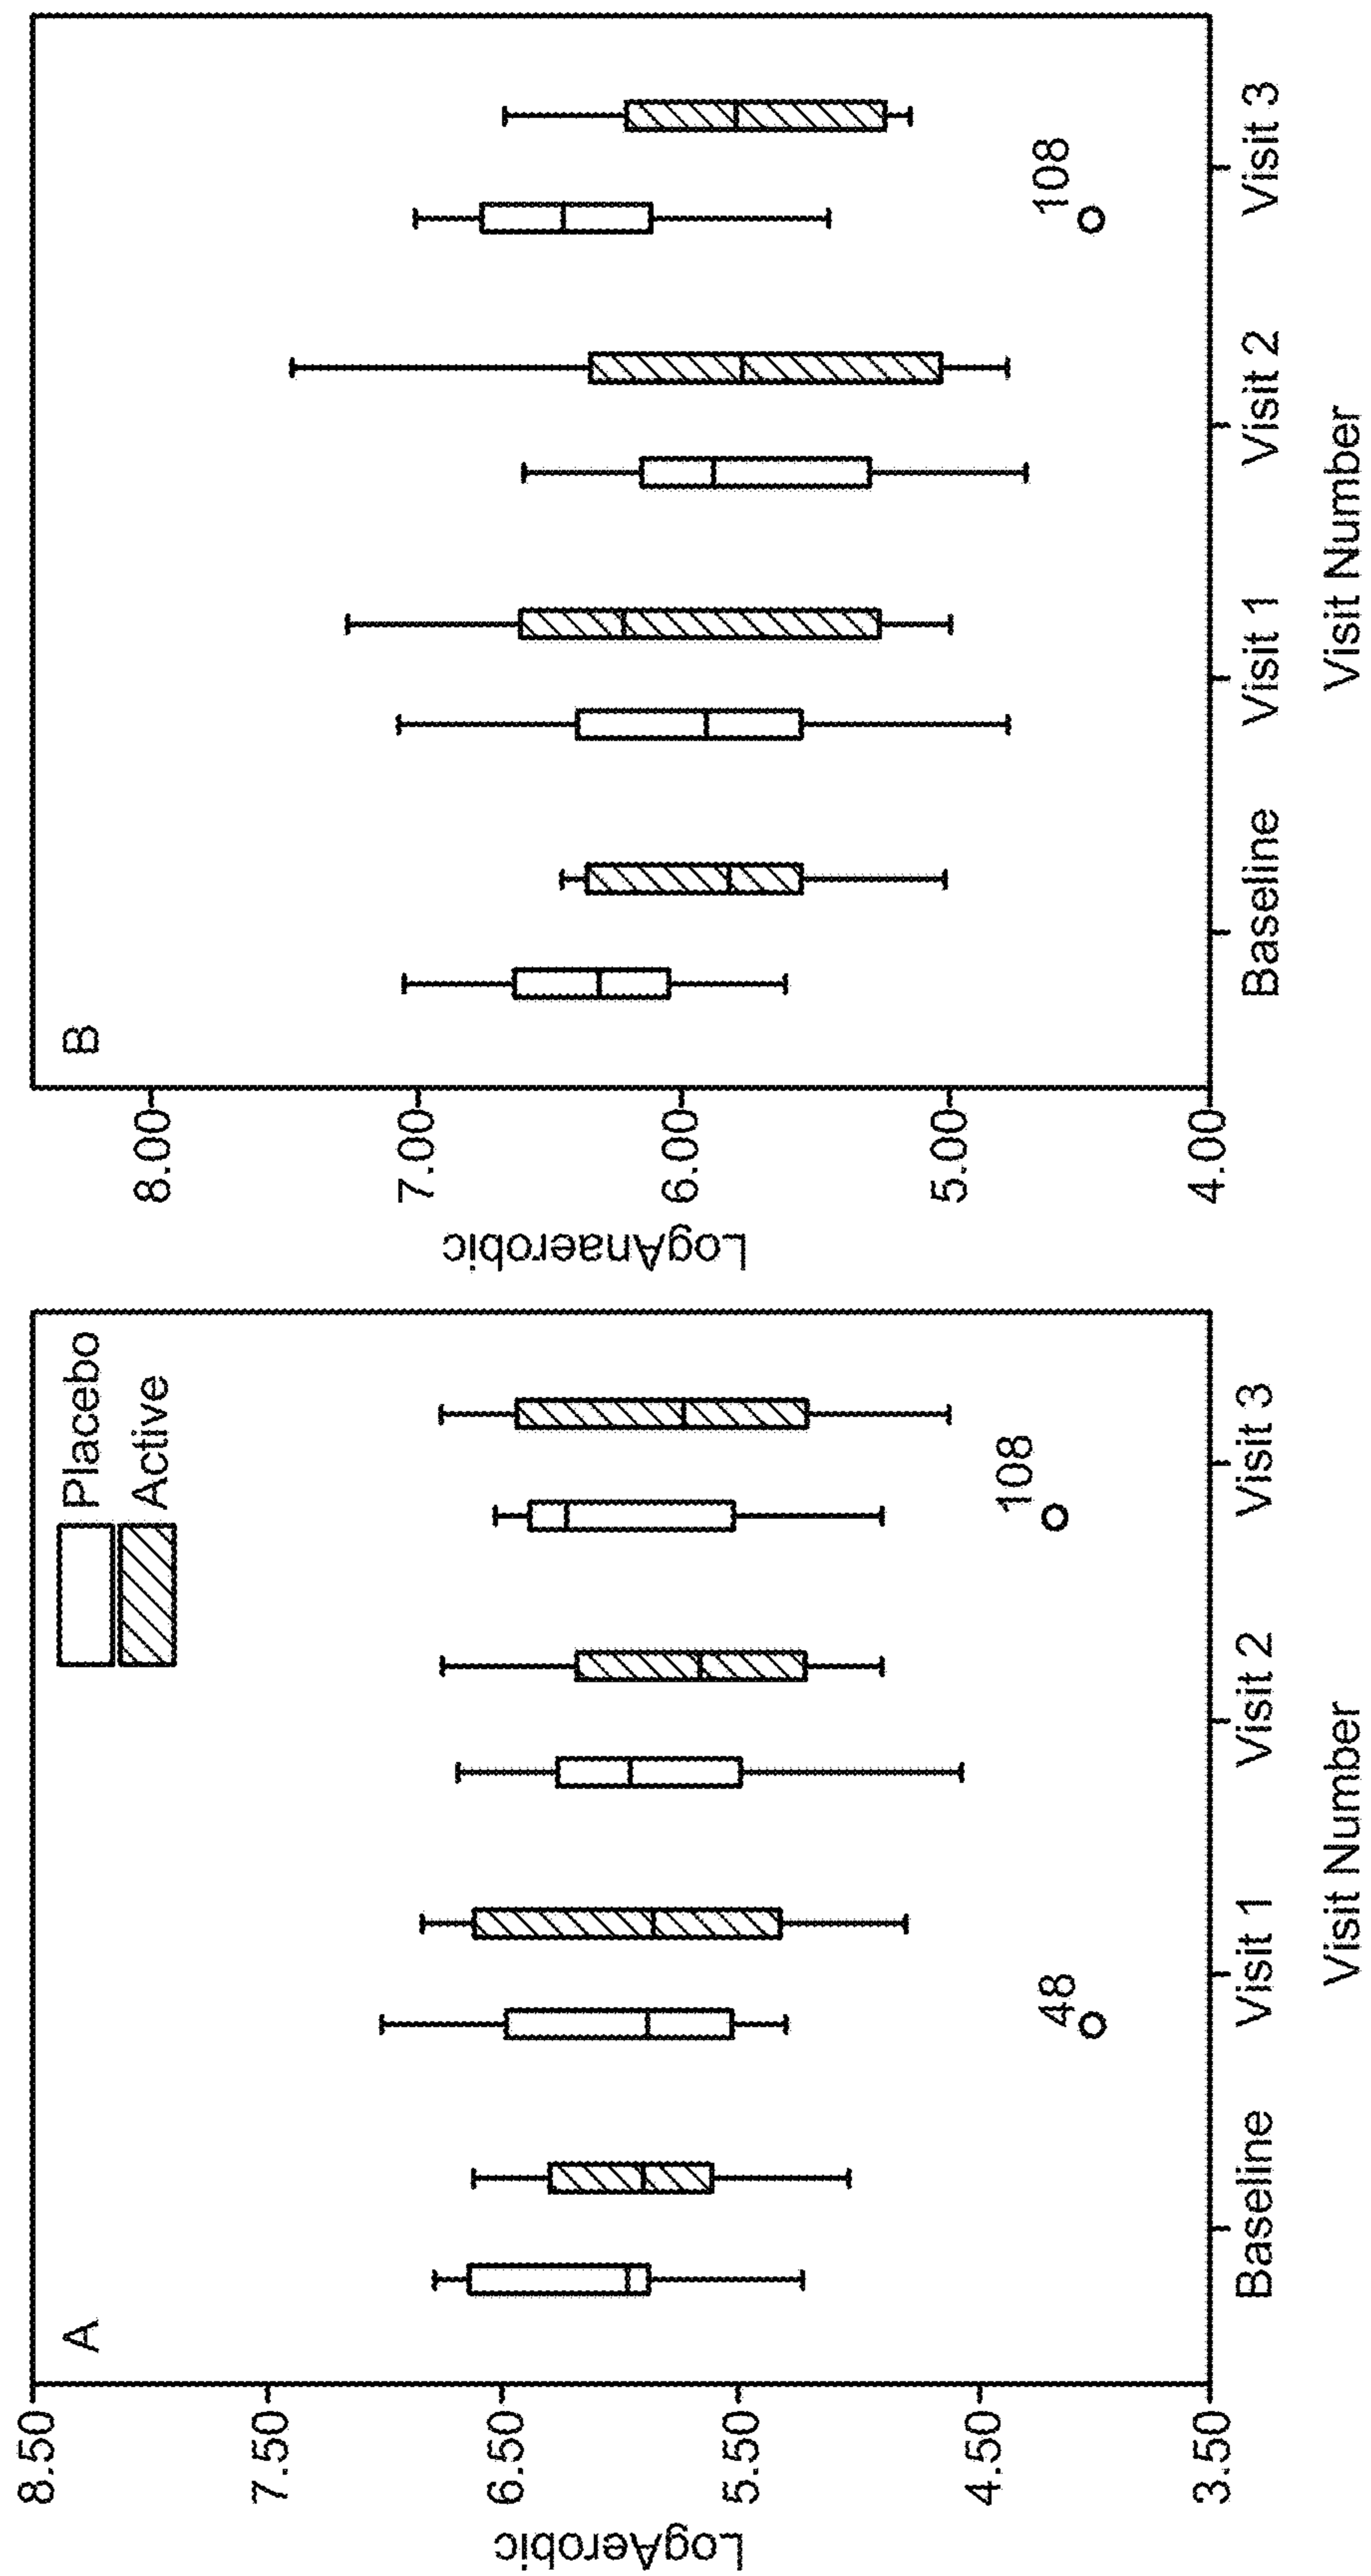 A
Placebo
Active
8.50
7.50
6.50
5.50
4.50
3.50
LogAerobic
48
108
Baseline
Visit 1
Visit 2
Visit 3
Visit Number
B
8.00
7.00
6.00
5.00
4.00
LogAnaerobic
108
Baseline
Visit 1
Visit 2
Visit 3
Visit Number